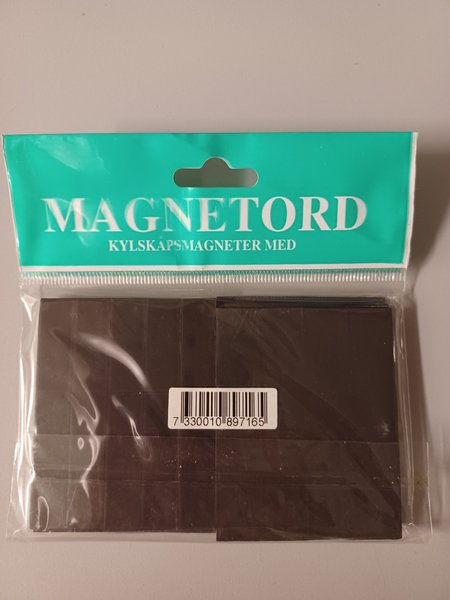 MAGNETORD
KYLSKÅPSMAGNETER MED
7 330010 897165